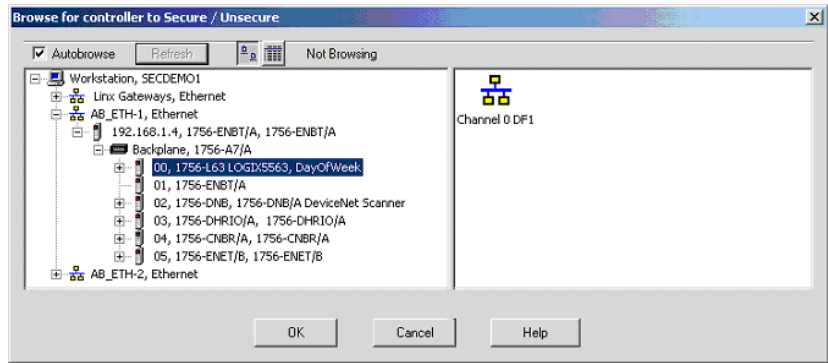 Browse for controller to Secure / Unsecure
Autobrowse Refresh Not Browsing
Workstation, SECDEMO1
Linx Gateways, Ethernet
AB_ETH-1, Ethernet
192.168.1.4, 1756-ENBT/A, 1756-ENBT/A
Backplane, 1756-A7/A
00, 1756-L63 LOGIX5563, DayOfWeek
01, 1756-ENBT/A
02, 1756-DNB, 1756-DNB/A DeviceNet Scanner
03, 1756-DHRIO/A, 1756-DHRIO/A
04, 1756-CNBR/A, 1756-CNBR/A
05, 1756-ENET/B, 1756-ENET/B
AB_ETH-2, Ethernet
Channel 0 DF1
OK Cancel Help